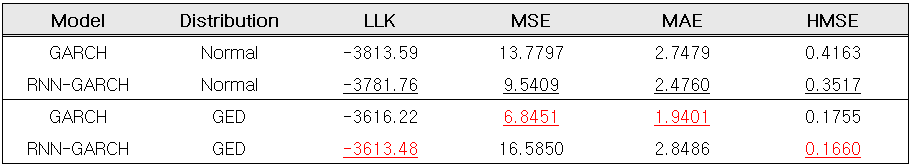 Model Distribution LLK MSE MAE HMSE
GARCH Normal -3813.59 13.7797 2.7479 0.4163
RNN-GARCH Normal -3781.76 9.5409 2.4760 0.3517
GARCH GED -3616.22 6.8451 1.9401 0.1755
RNN-GARCH GED -3613.48 16.5850 2.8486 0.1660